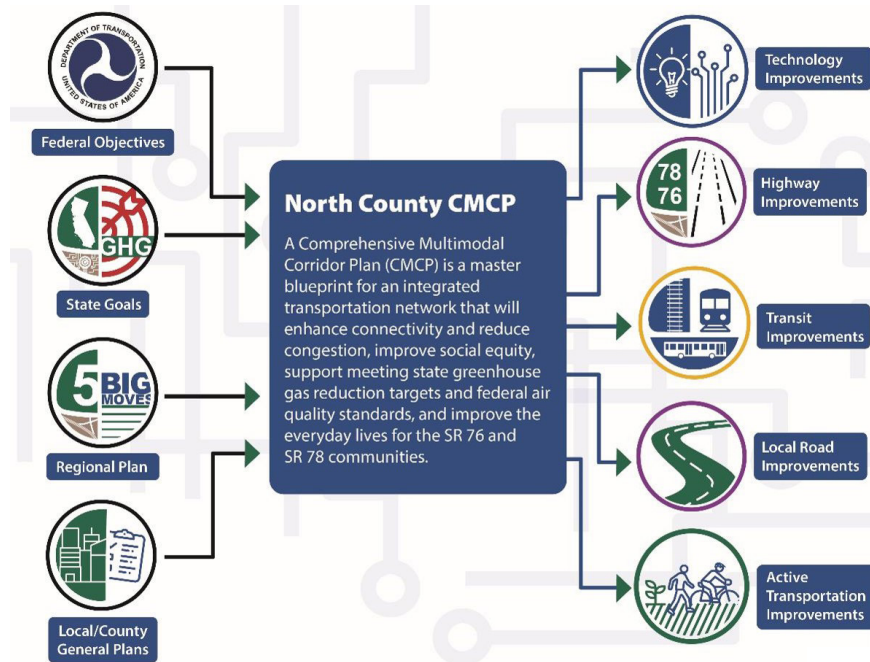 DEPARTMENT OF TRANSPORTATION
UNITED STATES OF AMERICA
Federal Objectives
GHG
State Goals
5 BIG
MOVES
Regional Plan
Local/County
General Plans
North County CMCP
A Comprehensive Multimodal
Corridor Plan (CMCP) is a master
blueprint for an integrated
transportation network that will
enhance connectivity and reduce
congestion, improve social equity,
support meeting state greenhouse
gas reduction targets and federal air
quality standards, and improve the
everyday lives for the SR 76 and
SR 78 communities.
Technology
Improvements
78
76
Highway
Improvements
Transit
Improvements
Local Road
Improvements
Active
Transportation
Improvements